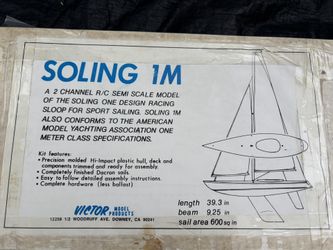 SOLING 1M
A 2 CHANNEL R/C SEMI SCALE MODEL
OF THE SOLING ONE DESIGN RACING
SLOOP FOR SPORT SAILING. SOLING 1M
ALSO CONFORMS TO THE AMERICAN
MODEL YACHTING ASSOCIATION ONE
METER CLASS SPECIFICATIONS.
Kit features:
• Precision molded Hi-Impact plastic hull, deck and
components trimmed and ready for assembly.
• Completely finished Dacron sails
• Easy to follow detailed assembly instructions.
• Complete hardware (less ballast)
VICTOR MODEL PRODUCTS
12258 1/2 WOODRUFF AVE. DOWNEY, CA 90241
length 39.3 in
beam 9.25 in
sail area 600 sq in